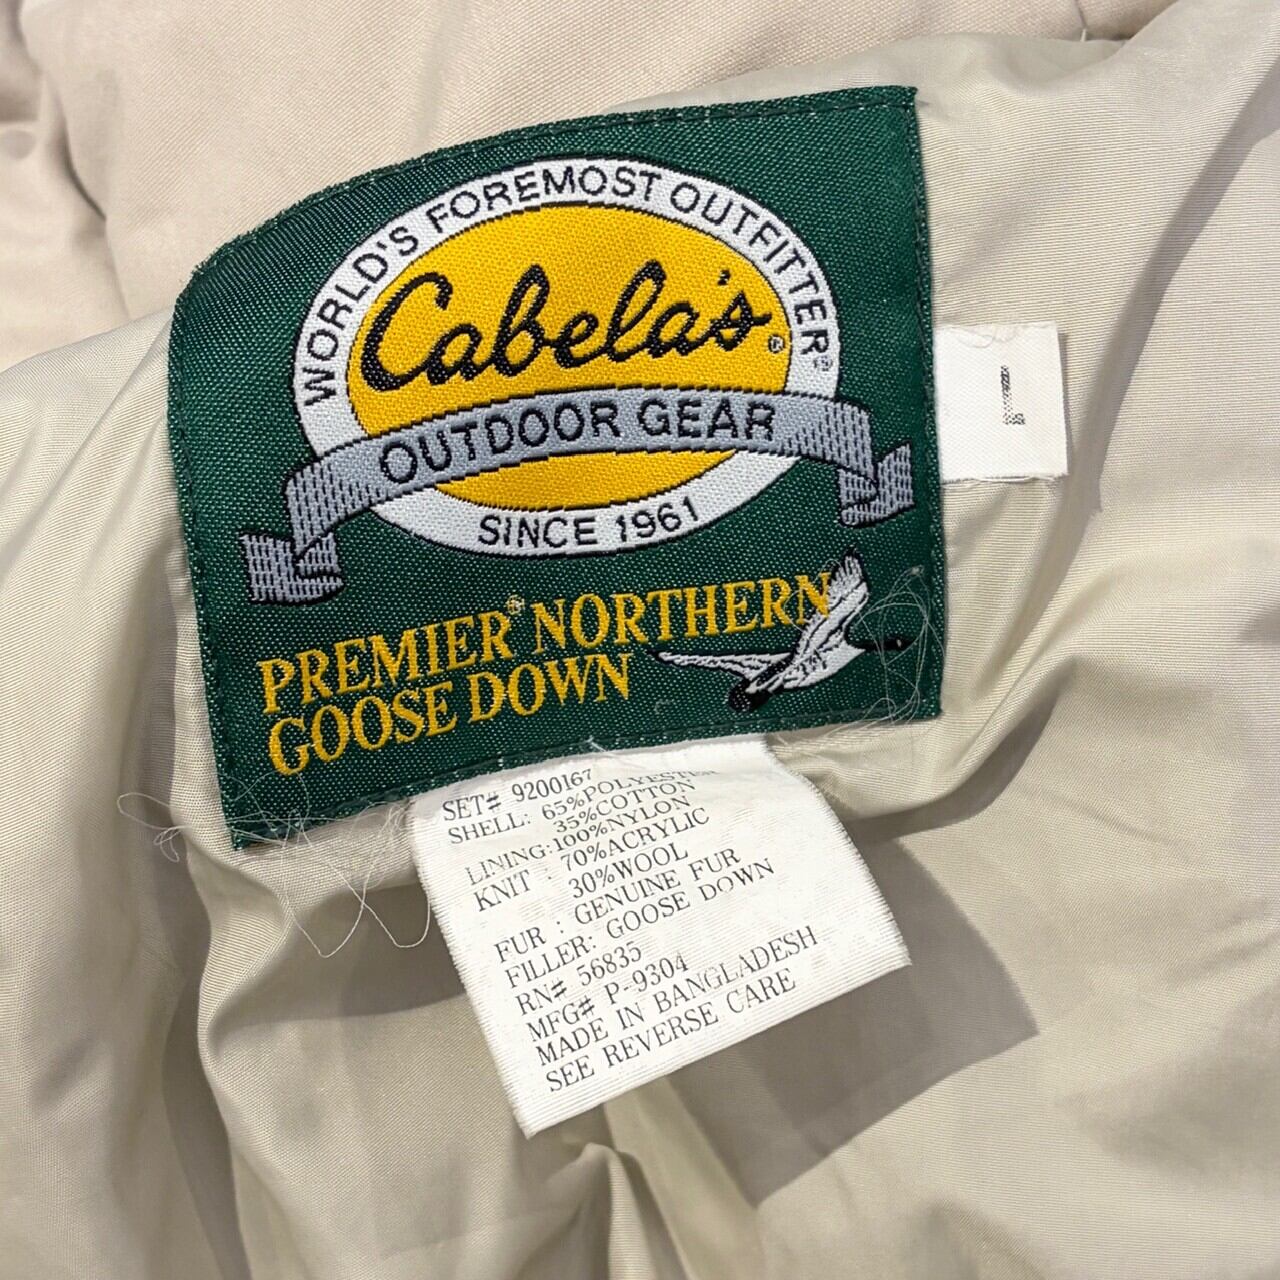 WORLD'S FOREMOST OUTFITTER®
Cabela's®
OUTDOOR GEAR
SINCE 1961
PREMIER® NORTHERN
GOOSE DOWN
L
SET# 9200167
SHELL: 65%POLYESTER
35%COTTON
LINING:100%NYLON
KNIT : 70%ACRYLIC
30%WOOL
FUR : GENUINE FUR
FILLER: GOOSE DOWN
RN# 56835
MFG# P-9304
MADE IN BANGLADESH
SEE REVERSE CARE